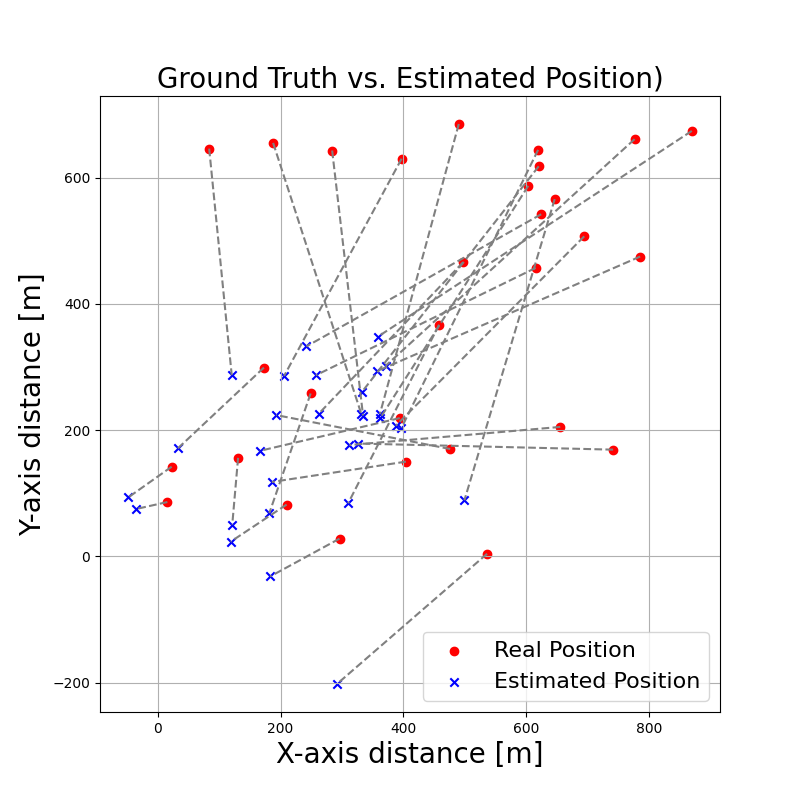 Ground Truth vs. Estimated Position)
Y-axis distance [m]
600
400
200
0
−200
0 200 400 600 800
X-axis distance [m]
Real Position
Estimated Position